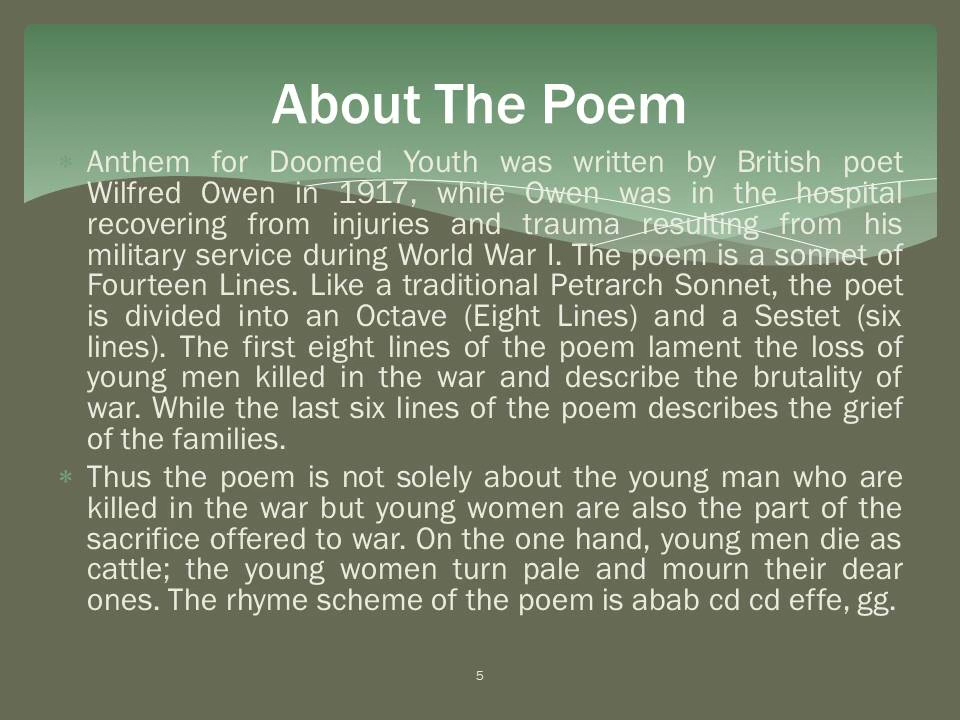 About The Poem
Anthem for Doomed Youth was written by British poet
Wilfred Owen in 1917, while Owen was in the hospital
recovering from injuries and trauma resulting from his
military service during World War I. The poem is a sonnet of
Fourteen Lines. Like a traditional Petrarch Sonnet, the poet
is divided into an Octave (Eight Lines) and a Sestet (six
lines). The first eight lines of the poem lament the loss of
young men killed in the war and describe the brutality of
war. While the last six lines of the poem describes the grief
of the families.
Thus the poem is not solely about the young man who are
killed in the war but young women are also the part of the
sacrifice offered to war. On the one hand, young men die as
cattle; the young women turn pale and mourn their dear
ones. The rhyme scheme of the poem is abab cd cd effe, gg.
5